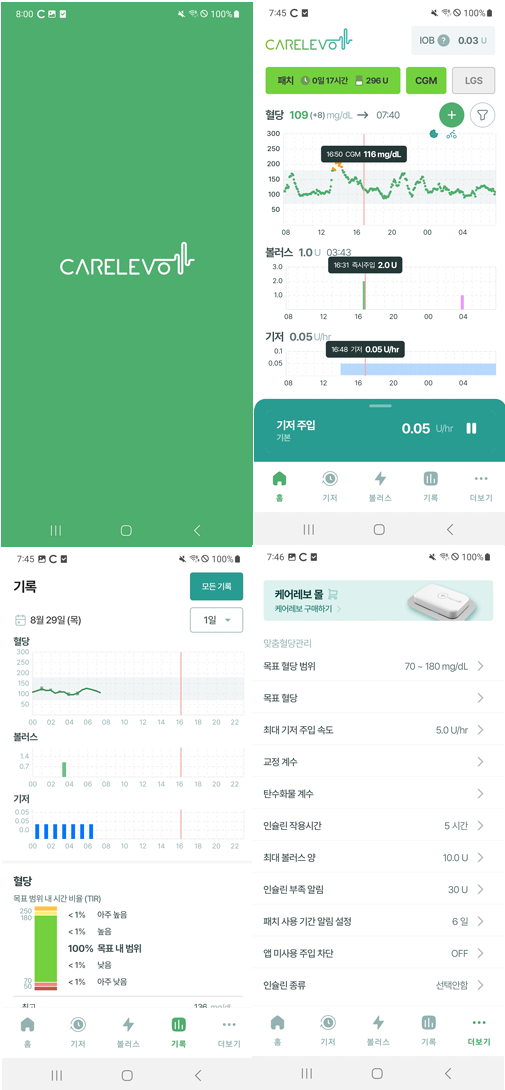 8:00 C 100%
CARELEVO
7:45 C 100%
CARELEVO
IOB ? 0.03 U
패치 0일 17시간 296 U
CGM
LGS
혈당 109 (+8) mg/dL → 07:40
+
300
250
200
150
100
50
16:50 CGM 116 mg/dL
08 12 16 20 00 04
볼러스 1.0 U 03:43
16:31 즉시주입 2.0 U
3.0
2.0
1.0
08 12 16 20 00 04
기저 0.05 U/hr
16:48 기저 0.05 U/hr
0.1
0.05
08 12 16 20 00 04
기저 주입
기본
0.05 U/hr
홈 기저 볼러스 기록 더보기
7:45 C 100%
기록
모든 기록
8월 29일 (목)
1일
혈당
300
250
200
150
100
50
00 02 04 06 08 10 12 14 16 18 20 22
볼러스
1.4
0.7
00 02 04 06 08 10 12 14 16 18 20 22
기저
0.05
0.05
0.0
00 02 04 06 08 10 12 14 16 18 20 22
혈당
목표 범위 내 시간 비율 (TIR)
250
180
70
50
< 1% 아주 높음
< 1% 높음
100% 목표 내 범위
< 1% 낮음
< 1% 아주 낮음
최고 136 mg/dL
홈 기저 볼러스 기록 더보기
7:46 C 100%
케어레보 몰
케어레보 구매하기 >
맞춤혈당관리
목표 혈당 범위 70 ~ 180 mg/dL
목표 혈당
최대 기저 주입 속도 5.0 U/hr
교정 계수
탄수화물 계수
인슐린 작용시간 5 시간
최대 볼러스 양 10.0 U
인슐린 부족 알림 30 U
패치 사용 기간 알림 설정 6 일
앱 미사용 주입 차단 OFF
인슐린 종류 선택안함
홈 기저 볼러스 기록 더보기